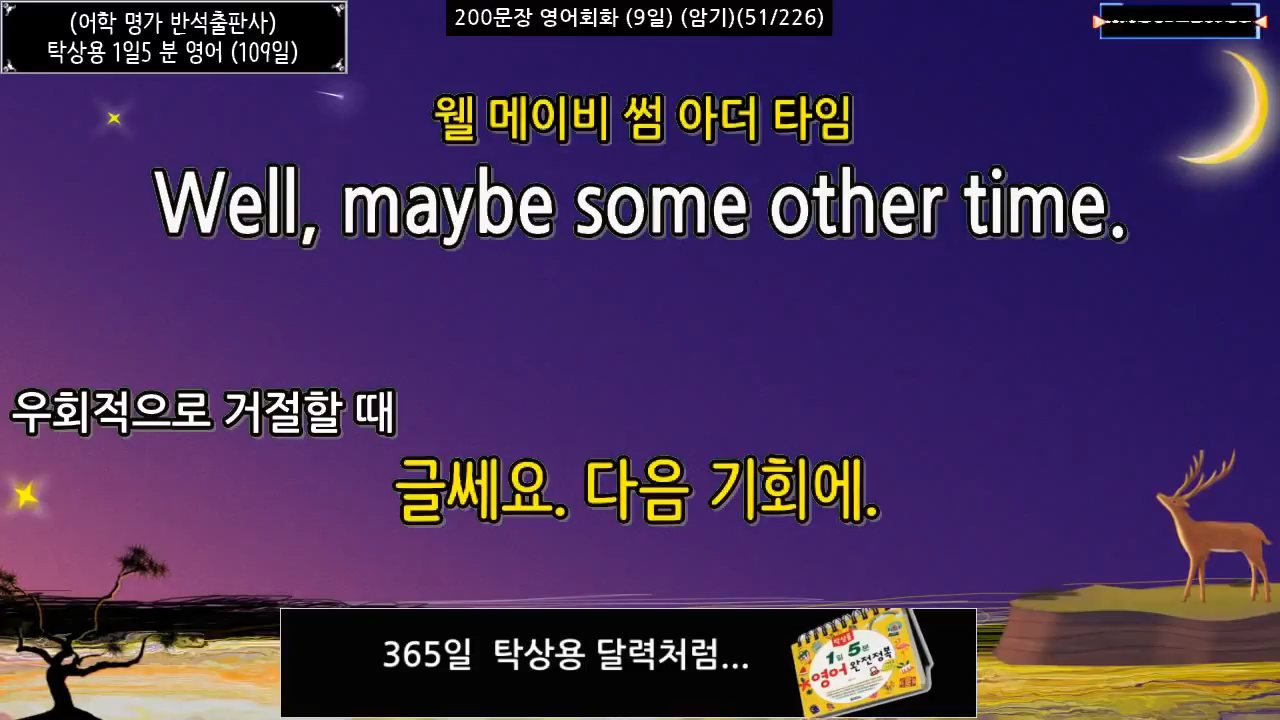 (어학 명가 반석출판사)
탁상용 1일5 분 영어 (109일)
200문장 영어회화 (9일) (암기)(51/226)
웰 메이비 썸 아더 타임
Well, maybe some other time.
우회적으로 거절할 때
글쎄요. 다음 기회에.
365일 탁상용 달력처럼...
탁상용
1일 5분
영어 완전정복